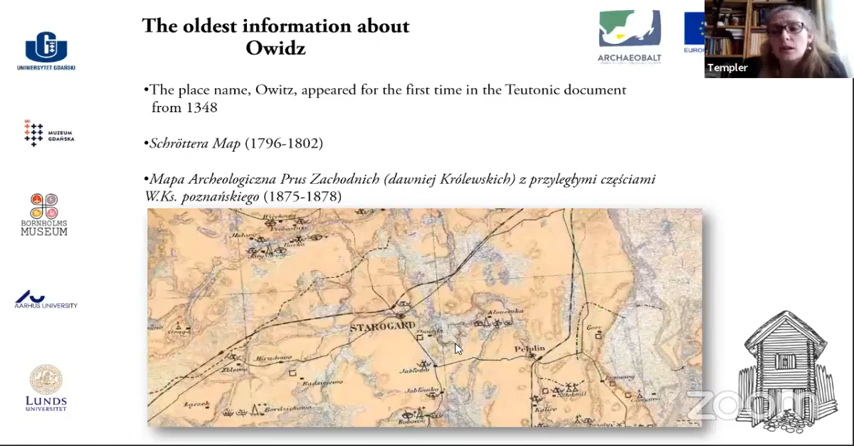 The oldest information about
Owidz
UNIWERSYTET GDAŃSKI
ARCHAEOBALT
EURO
Templer
•The place name, Owitz, appeared for the first time in the Teutonic document
from 1348
MUZEUM
GDAŃSKA
•Schröttera Map (1796-1802)
•Mapa Archeologiczna Prus Zachodnich (dawniej Królewskich) z przyległymi częściami
W.Ks. poznańskiego (1875-1878)
BORNHOLMS
MUSEUM
AARHUS UNIVERSITY
STAROGARD
Pelplin
LUNDS
UNIVERSITET
zoom